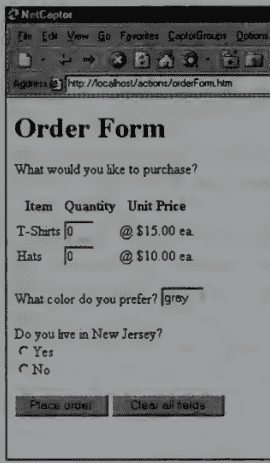 NetCaptor
File Edit View Go Favorites CaptorGroups Options
Address http://localhost/actions/orderForm.htm
Order Form
What would you like to purchase?
Item Quantity Unit Price
T-Shirts 0 @ $15.00 ea.
Hats 0 @ $10.00 ea.
What color do you prefer? gray
Do you live in New Jersey?
Yes
No
Place order Clear all fields